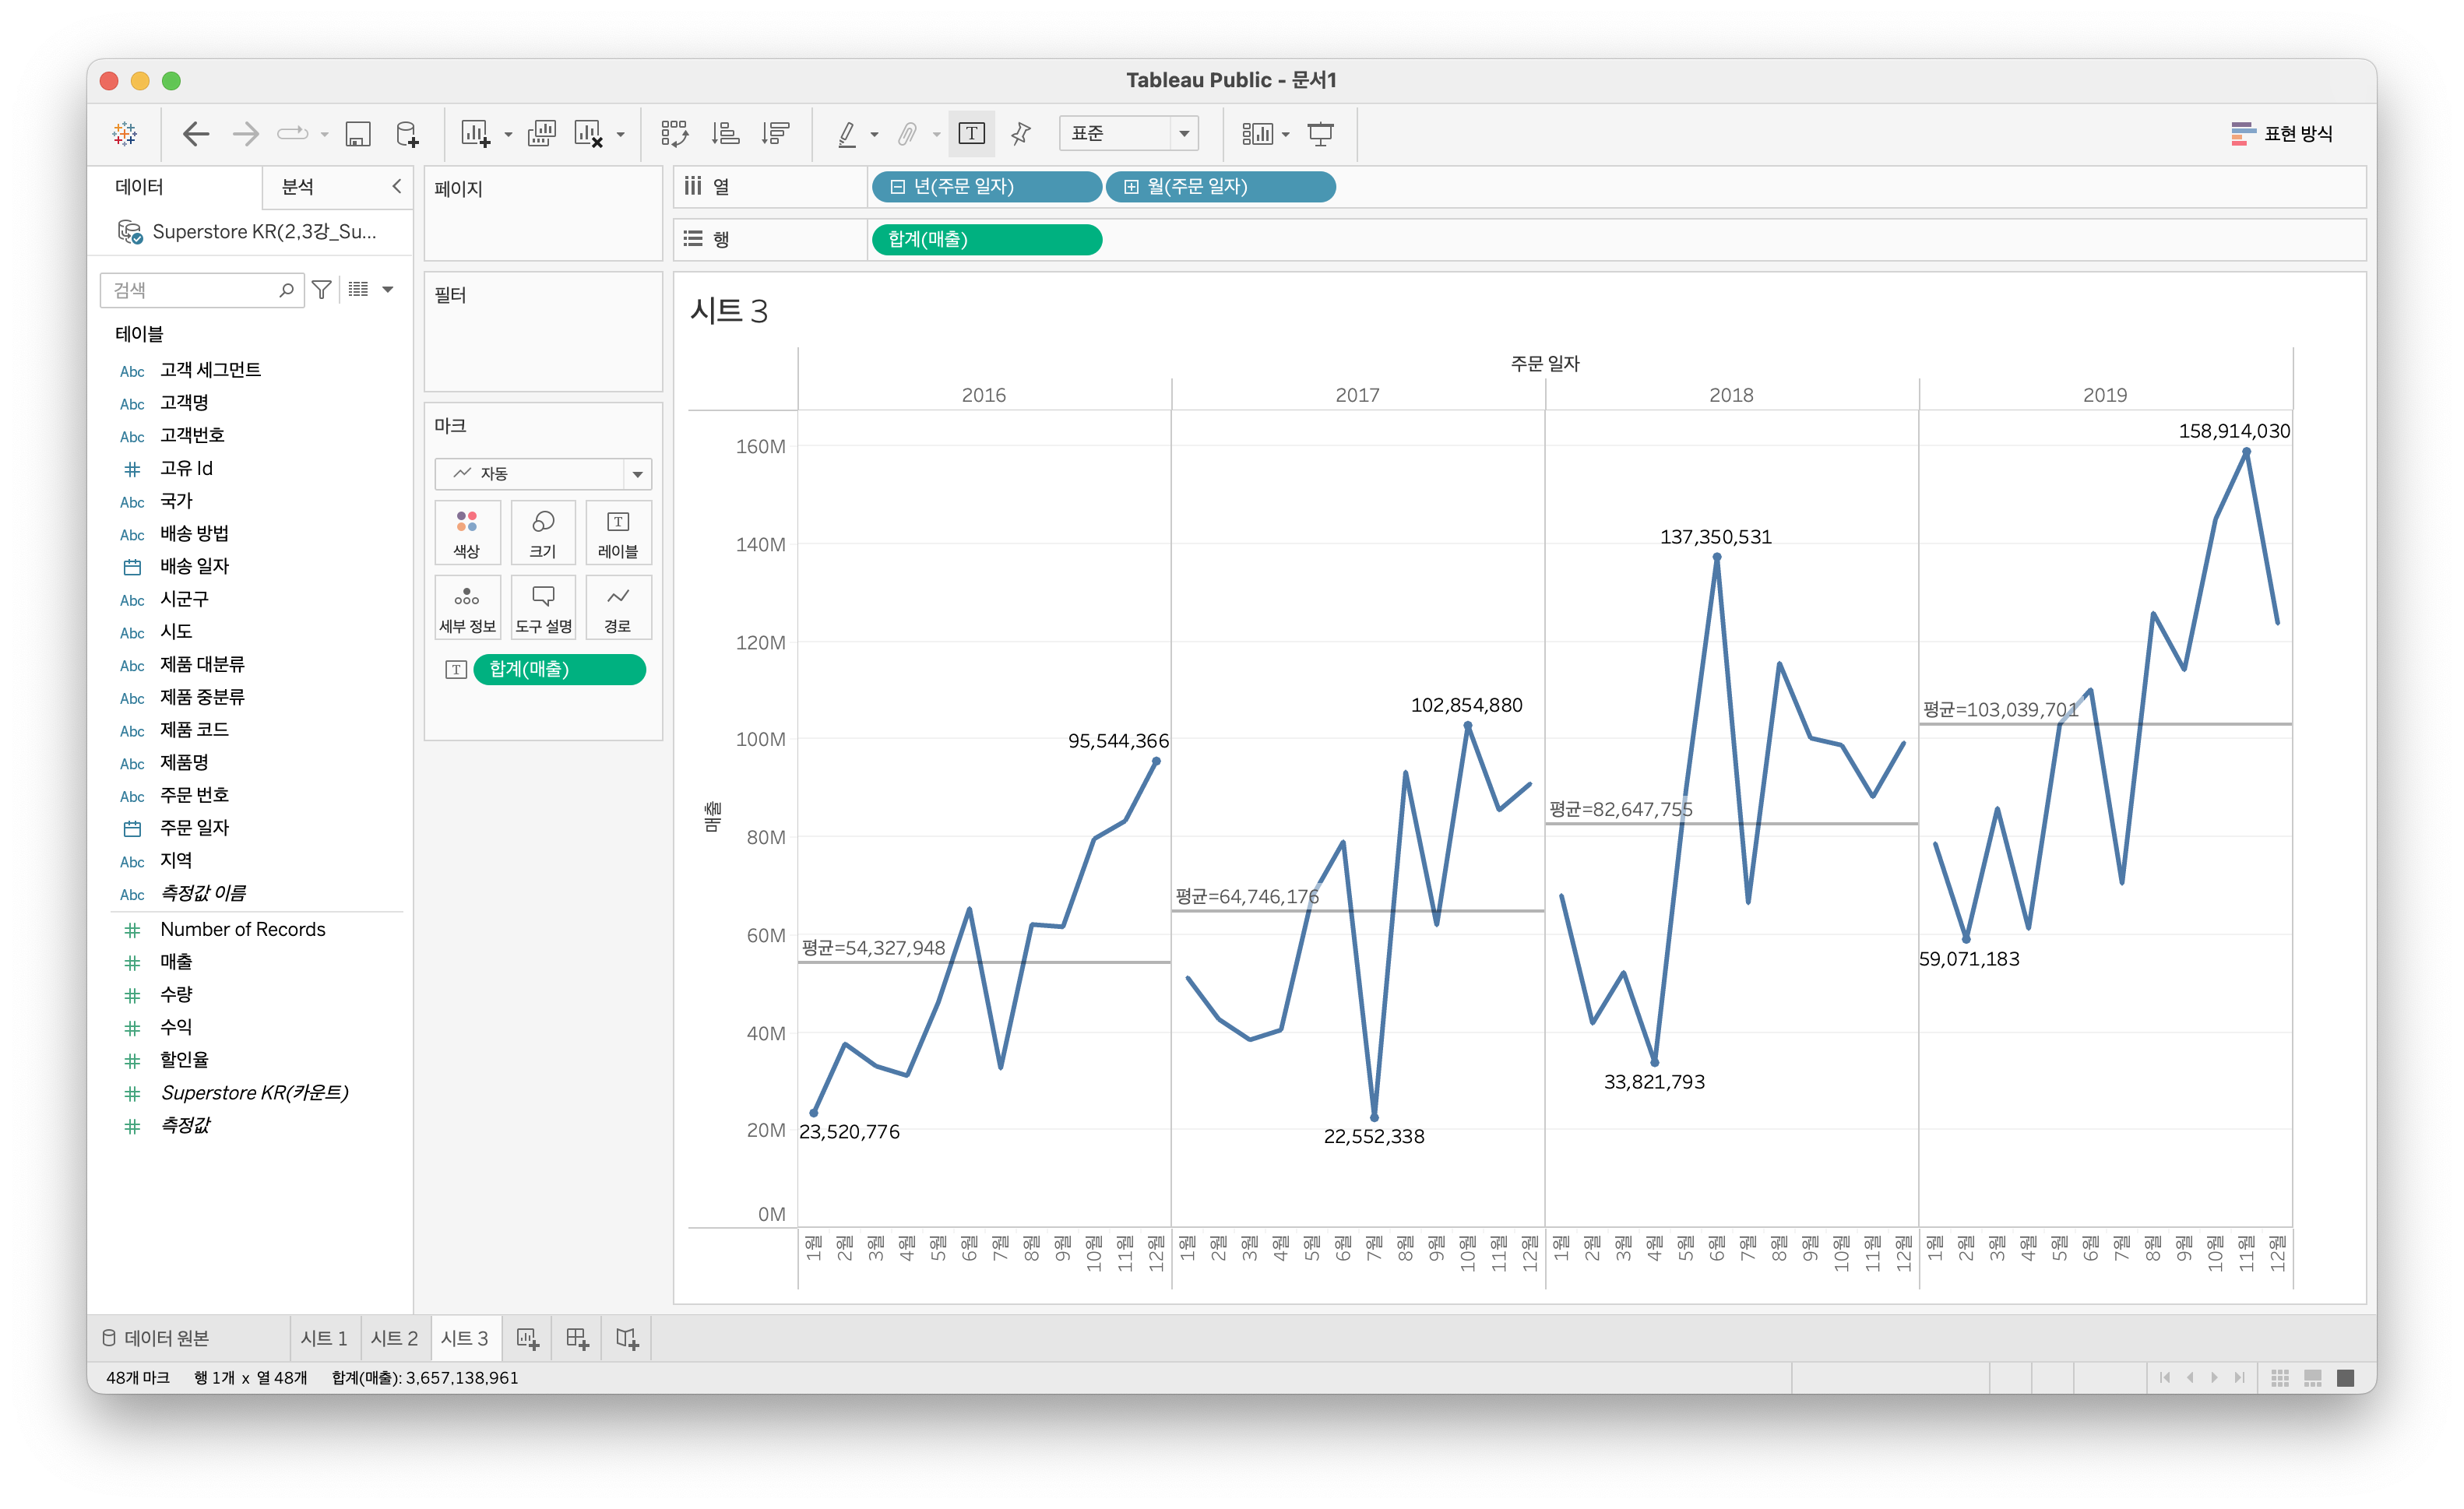 Tableau Public - 문서1
표준
표현 방식
데이터
분석
Superstore KR(2,3강_Su...
검색
테이블
Abc 고객 세그먼트
Abc 고객명
Abc 고객번호
고유 Id
Abc 국가
Abc 배송 방법
배송 일자
Abc 시군구
Abc 시도
Abc 제품 대분류
Abc 제품 중분류
Abc 제품 코드
Abc 제품명
Abc 주문 번호
주문 일자
Abc 지역
Abc 측정값 이름
Number of Records
매출
수량
수익
할인율
Superstore KR(카운트)
측정값
페이지
필터
마크
자동
색상 크기 레이블
세부 정보 도구 설명 경로
합계(매출)
열 년(주문 일자) 월(주문 일자)
행 합계(매출)
시트 3
주문 일자
2016 2017 2018 2019
매출
160M
140M
120M
100M
80M
60M
40M
20M
0M
23,520,776
평균=54,327,948
95,544,366
평균=64,746,176
22,552,338
102,854,880
평균=82,647,755
33,821,793
137,350,531
평균=103,039,701
59,071,183
158,914,030
1월 2월 3월 4월 5월 6월 7월 8월 9월 10월 11월 12월 1월 2월 3월 4월 5월 6월 7월 8월 9월 10월 11월 12월 1월 2월 3월 4월 5월 6월 7월 8월 9월 10월 11월 12월 1월 2월 3월 4월 5월 6월 7월 8월 9월 10월 11월 12월
데이터 원본 시트 1 시트 2 시트 3
48개 마크 행 1개 x 열 48개 합계(매출): 3,657,138,961